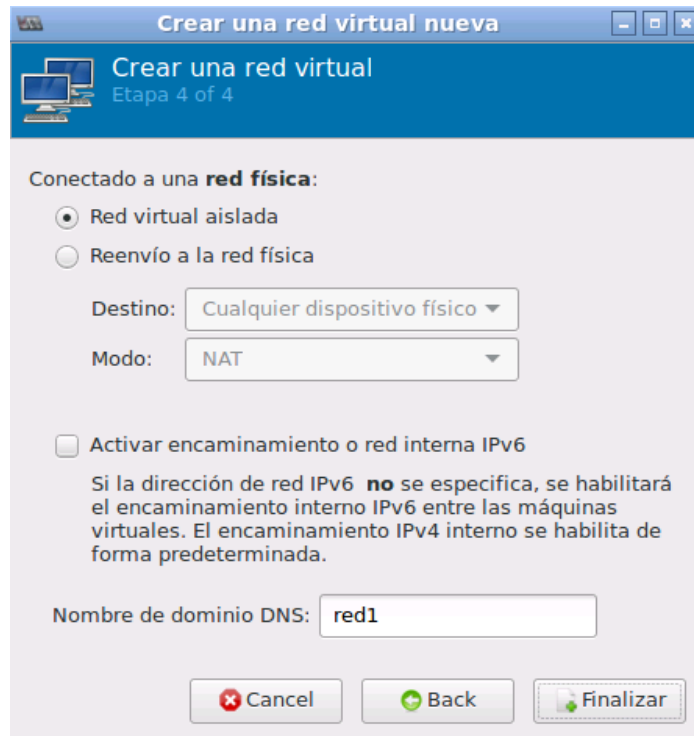 Crear una red virtual nueva
Crear una red virtual
Etapa 4 of 4
Conectado a una red física:
Red virtual aislada
Reenvío a la red física
Destino: Cualquier dispositivo físico
Modo: NAT
Activar encaminamiento o red interna IPv6
Si la dirección de red IPv6 no se especifica, se habilitará
el encaminamiento interno IPv6 entre las máquinas
virtuales. El encaminamiento IPv4 interno se habilita de
forma predeterminada.
Nombre de dominio DNS: red1
Cancel Back Finalizar